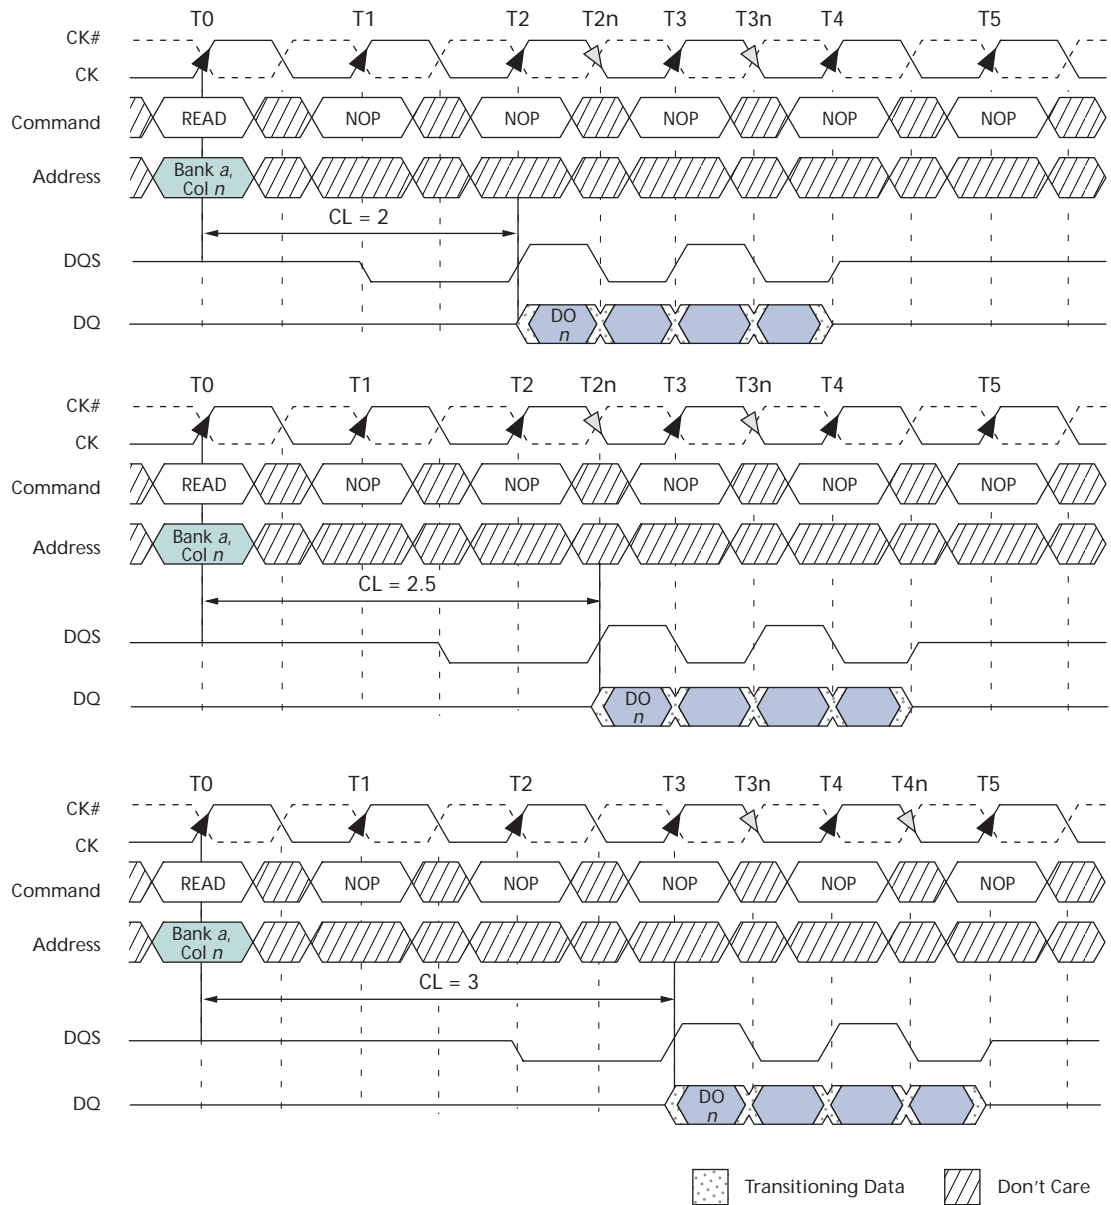 T0 T1 T2 T2n T3 T3n T4 T5
CK#
CK
Command READ NOP NOP NOP NOP NOP
Address Bank a,
Col n
CL = 2
DQS
DQ DO
n
T0 T1 T2 T2n T3 T3n T4 T5
CK#
CK
Command READ NOP NOP NOP NOP NOP
Address Bank a,
Col n
CL = 2.5
DQS
DQ DO
n
T0 T1 T2 T3 T3n T4 T4n T5
CK#
CK
Command READ NOP NOP NOP NOP NOP
Address Bank a,
Col n
CL = 3
DQS
DQ DO
n
Transitioning Data Don't Care